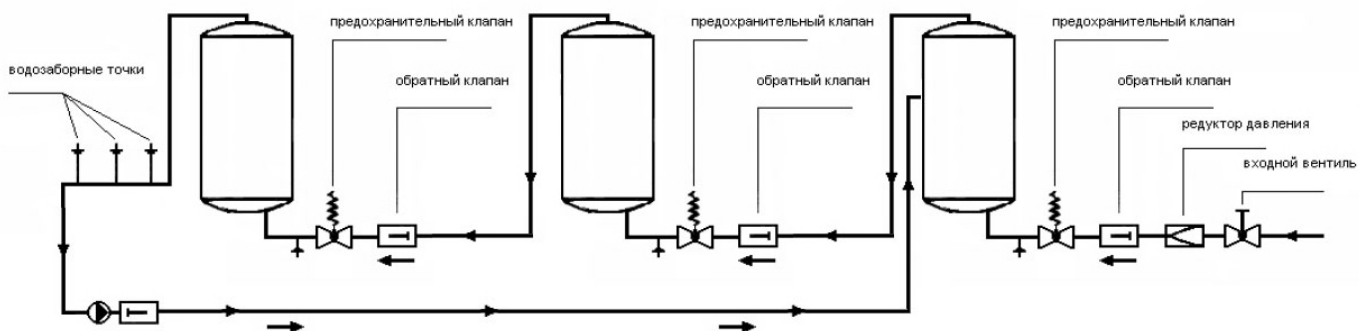 предохранительный клапан
предохранительный клапан
предохранительный клапан
водозаборные точки
обратный клапан
обратный клапан
обратный клапан
редуктор давления
входной вентиль